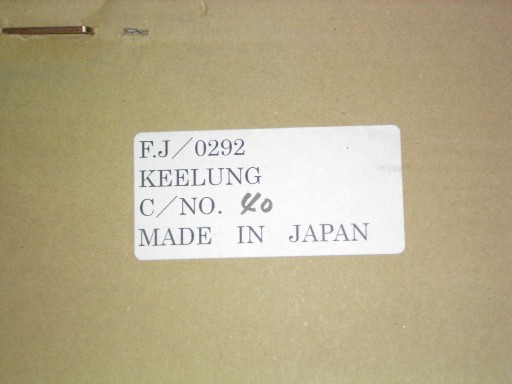 F.J/0292
KEELUNG
C/NO. 40
MADE IN JAPAN